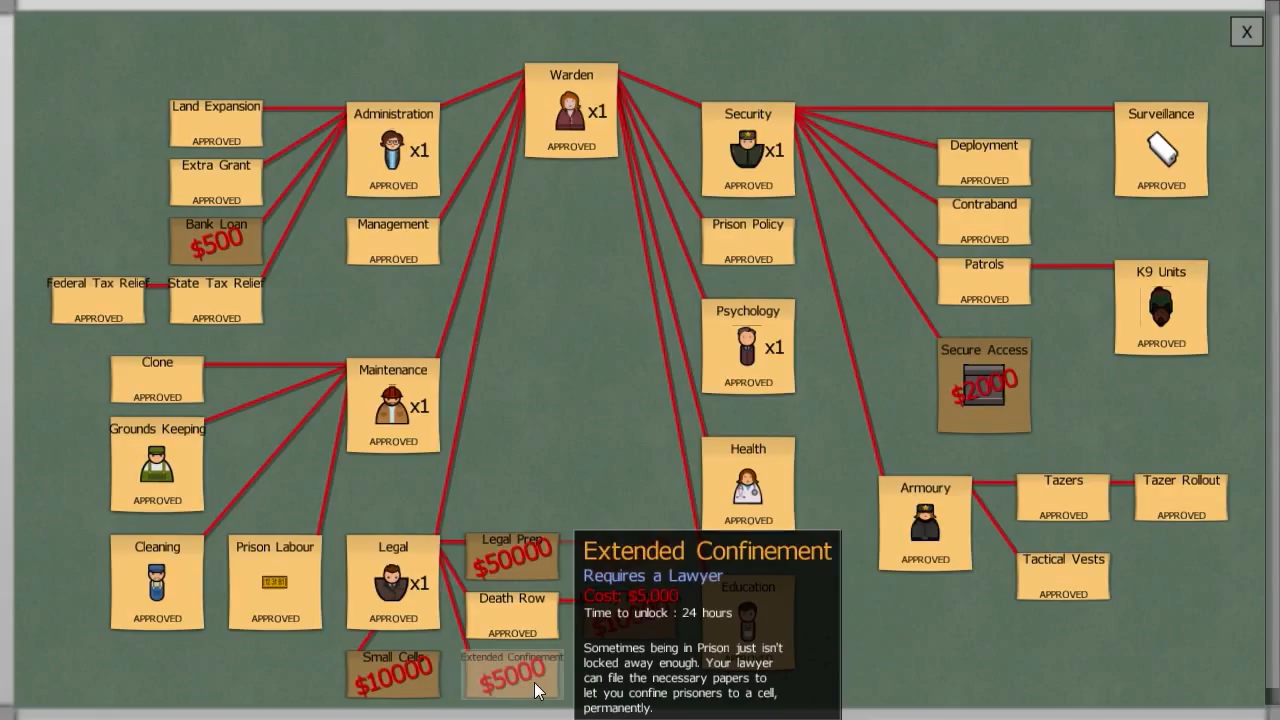 X
Warden
x1
APPROVED
Land Expansion
APPROVED
Administration
x1
APPROVED
Security
x1
APPROVED
Surveillance
APPROVED
Extra Grant
APPROVED
Deployment
APPROVED
Bank Loan
$500
Management
APPROVED
Prison Policy
APPROVED
Contraband
APPROVED
Federal Tax Relief
APPROVED
State Tax Relief
APPROVED
Patrols
APPROVED
K9 Units
APPROVED
Psychology
x1
APPROVED
Secure Access
$2000
Clone
APPROVED
Maintenance
x1
APPROVED
Grounds Keeping
APPROVED
Health
APPROVED
Armoury
APPROVED
Tazers
APPROVED
Tazer Rollout
APPROVED
Tactical Vests
APPROVED
Cleaning
APPROVED
Prison Labour
APPROVED
Legal
x1
APPROVED
Legal Prep
$50000
Death Row
APPROVED
Small Cells
$10000
Extended Confinement
$5000
Education
Extended Confinement
Requires a Lawyer
Cost: $5,000
Time to unlock : 24 hours
Sometimes being in Prison just isn't
locked away enough. Your lawyer
can file the necessary papers to
let you confine prisoners to a cell,
permanently.